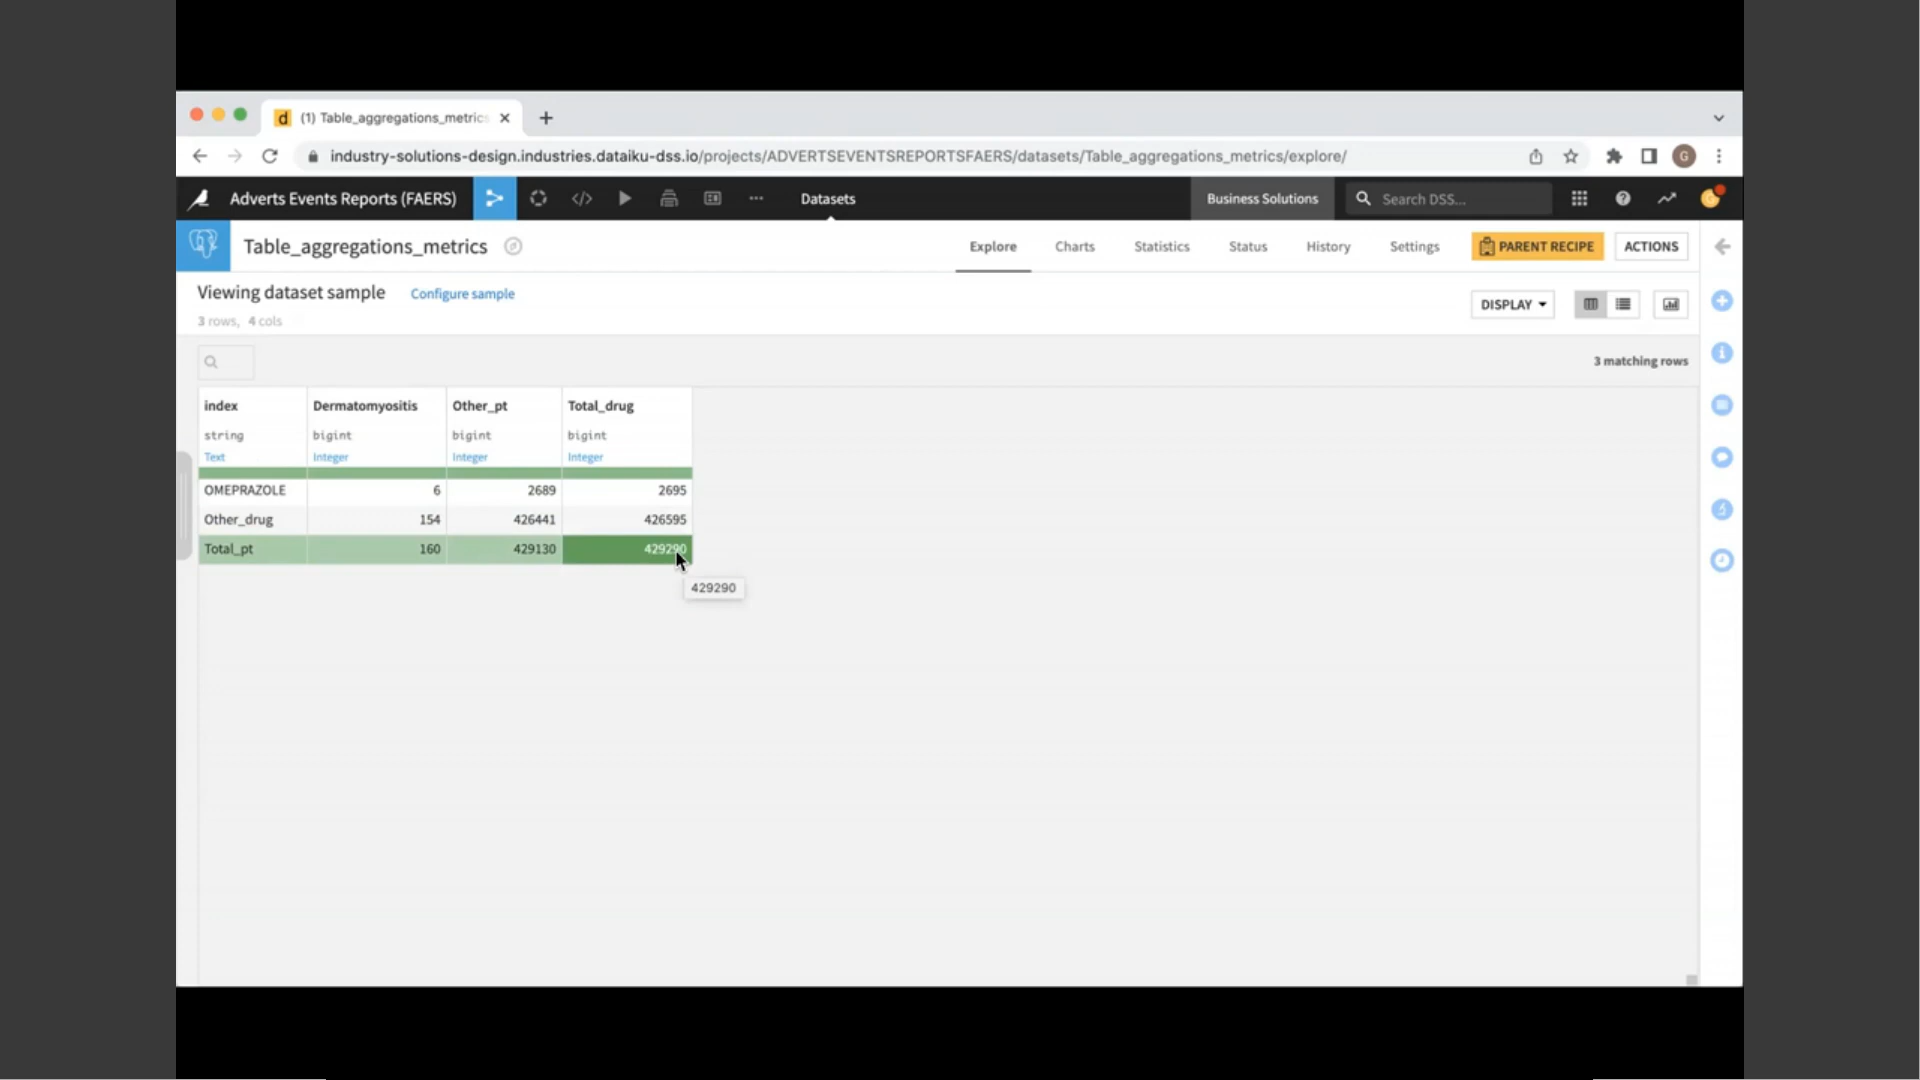 d (1) Table_aggregations_metrics
industry-solutions-design.industries.dataiku-dss.io/projects/ADVERTSEVENTSREPORTSFAERS/datasets/Table_aggregations_metrics/explore/ G
Adverts Events Reports (FAERS) Datasets Business Solutions Search DSS...
Table_aggregations_metrics Explore Charts Statistics Status History Settings PARENT RECIPE ACTIONS
Viewing dataset sample Configure sample DISPLAY
3 rows, 4 cols
3 matching rows
index Dermatomyositis Other_pt Total_drug
string bigint bigint bigint
Text Integer Integer Integer
OMEPRAZOLE 6 2689 2695
Other_drug 154 426441 426595
Total_pt 160 429130 429290
429290